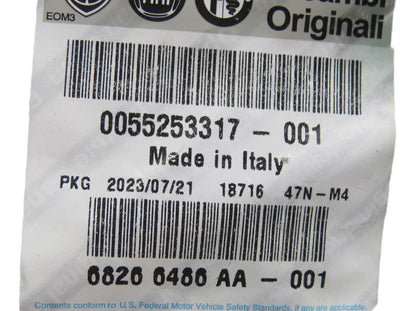 EOM3
Ricambi
Originali
0055253317 - 001
Made in Italy
PKG 2023/07/21 18716 47N-M4
6826 6486 AA - 001
Contents conform to U.S. Federal Motor Vehicle Safety Standards, if any are applicable.